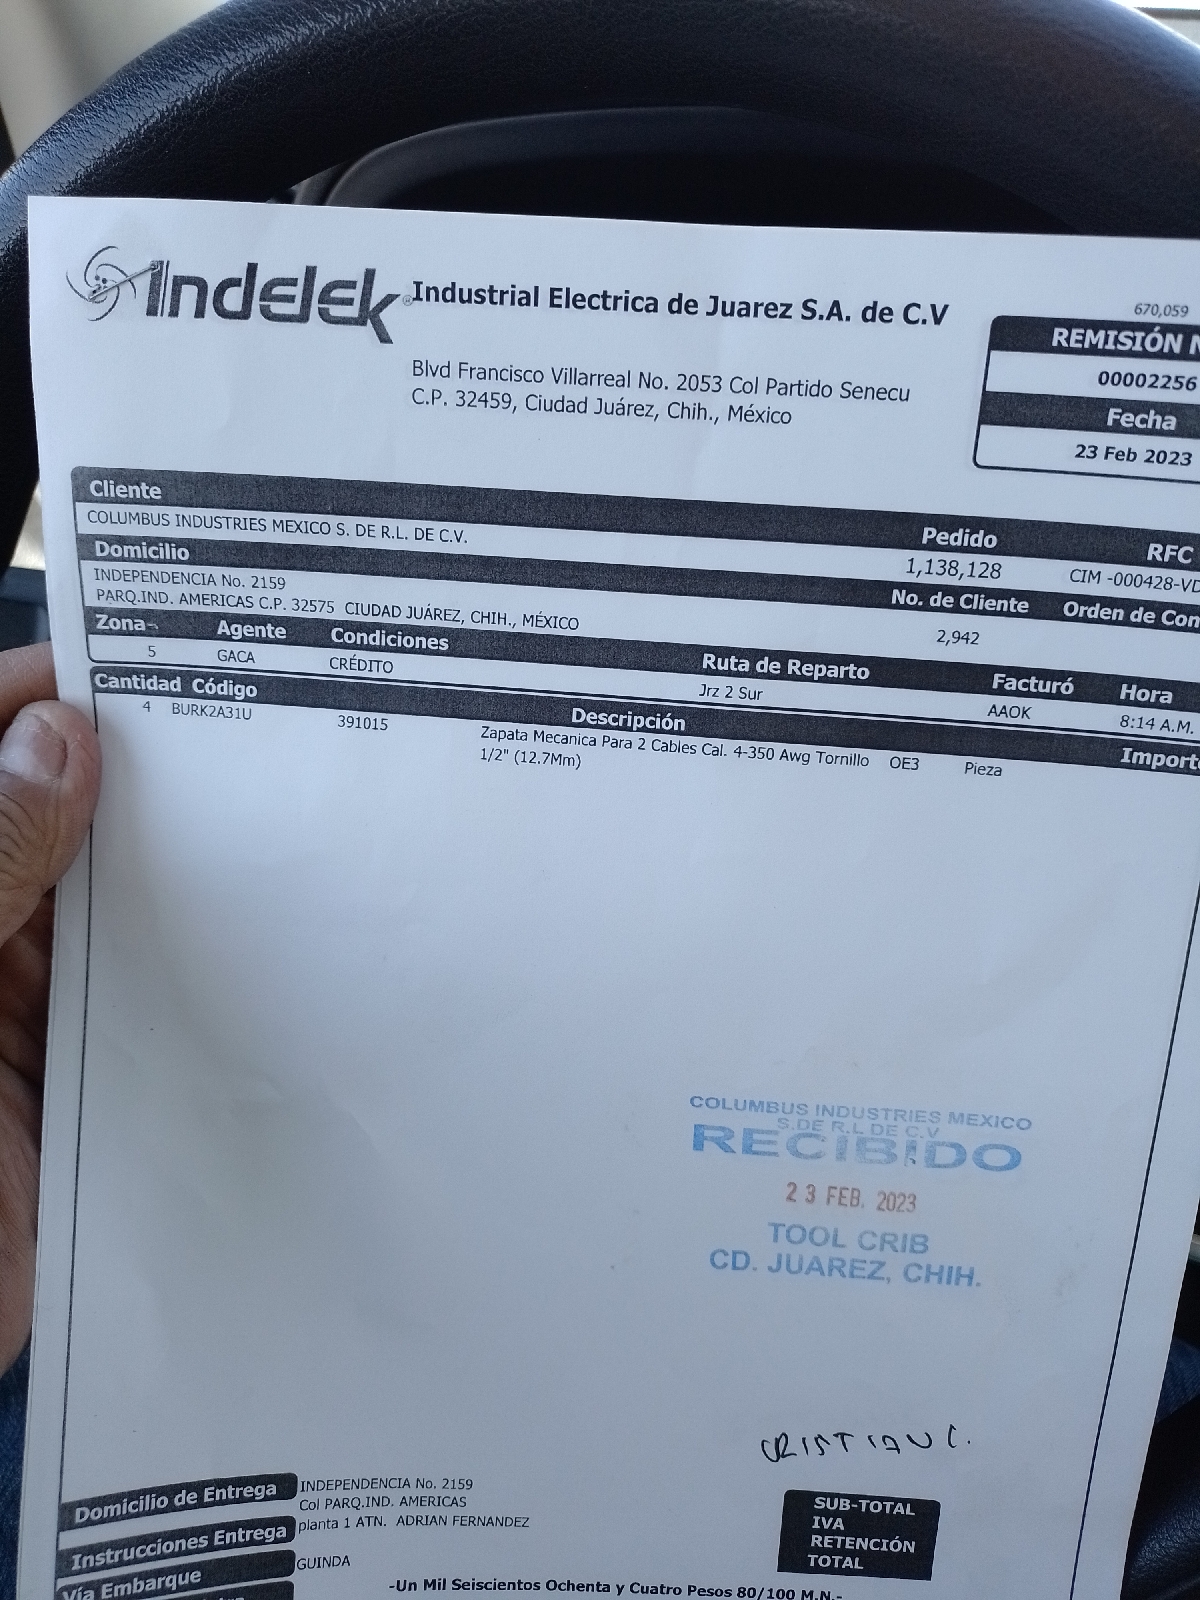 Indelek® Industrial Electrica de Juarez S.A. de C.V
670,059
Blvd Francisco Villarreal No. 2053 Col Partido Senecu
C.P. 32459, Ciudad Juárez, Chih., México
REMISIÓN
00002256
Fecha
23 Feb 2023
Cliente
COLUMBUS INDUSTRIES MEXICO S. DE R.L. DE C.V.
Pedido RFC
1,138,128 CIM -000428-VD
Domicilio
INDEPENDENCIA No. 2159
PARQ.IND. AMERICAS C.P. 32575 CIUDAD JUÁREZ, CHIH., MÉXICO
No. de Cliente Orden de
2,942
Zona Agente Condiciones Ruta de Reparto Facturó Hora
5 GACA CRÉDITO Jrz 2 Sur AAOK 8:14 A.M.
Cantidad Código Descripción
4 BURK2A31U 391015 Zapata Mecanica Para 2 Cables Cal. 4-350 Awg Tornillo OE3 Pieza
1/2" (12.7Mm)
COLUMBUS INDUSTRIES MEXICO
S.DE R.L DE C.V
RECIBIDO
23 FEB. 2023
TOOL CRIB
CD. JUAREZ, CHIH.
CRISTIAN C.
Domicilio de Entrega INDEPENDENCIA No. 2159
Col PARQ.IND. AMERICAS
Instrucciones Entrega planta 1 ATN. ADRIAN FERNANDEZ
Vía Embarque GUINDA
SUB-TOTAL
IVA
RETENCIÓN
TOTAL
-Un Mil Seiscientos Ochenta y Cuatro Pesos 80/100 M.N.-